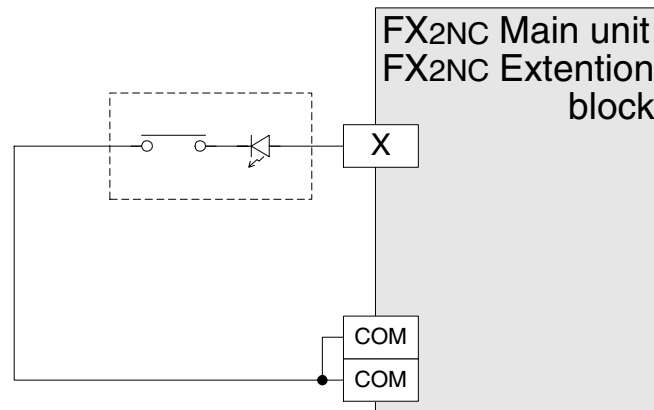 FX2NC Main unit
FX2NC Extention
block
X
COM
COM